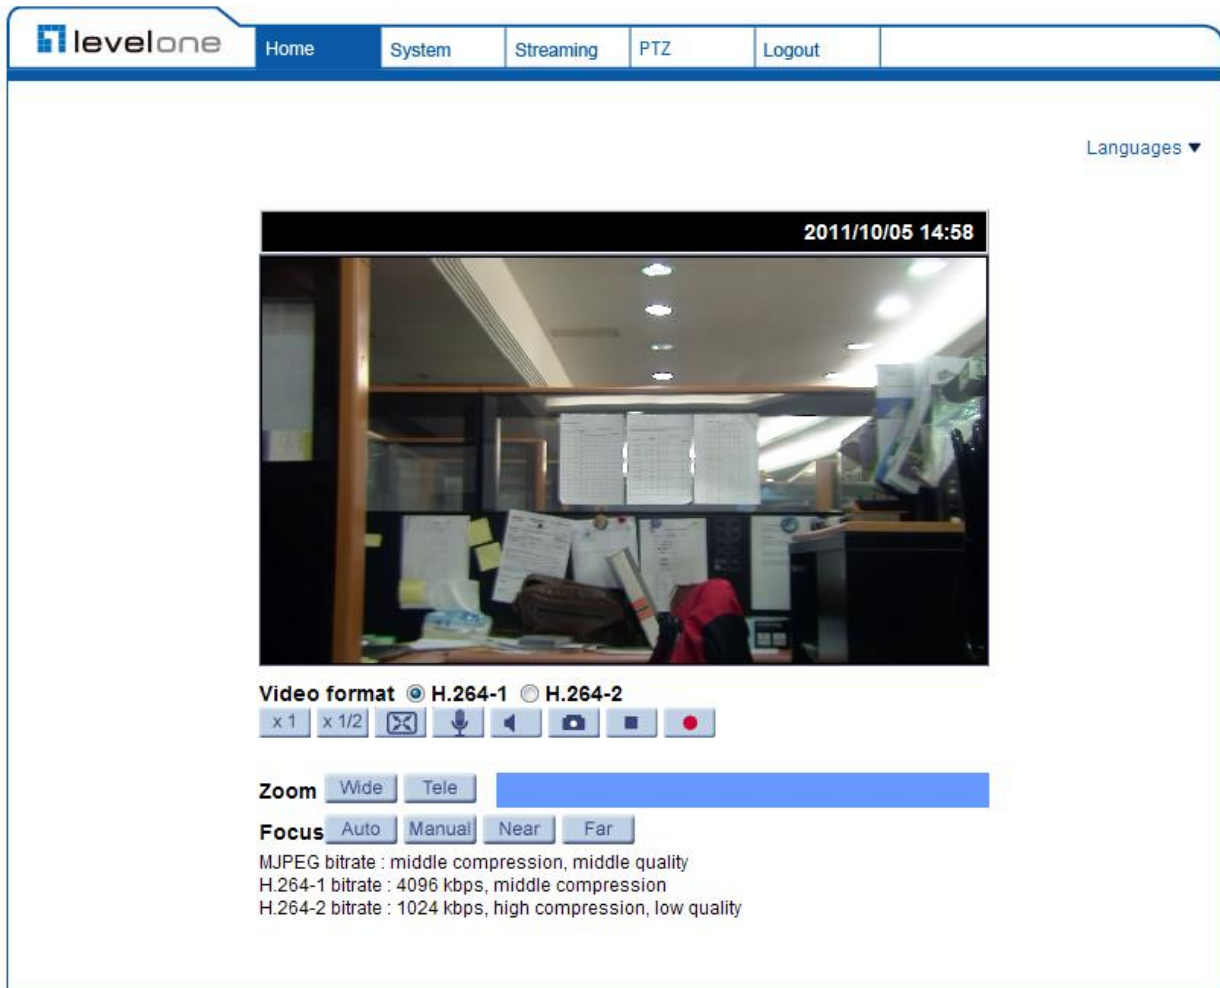 levelone
Home System Streaming PTZ Logout
Languages
2011/10/05 14:58
Video format H.264-1 H.264-2
x 1 x 1/2
Zoom Wide Tele
Focus Auto Manual Near Far
MJPEG bitrate : middle compression, middle quality
H.264-1 bitrate : 4096 kbps, middle compression
H.264-2 bitrate : 1024 kbps, high compression, low quality